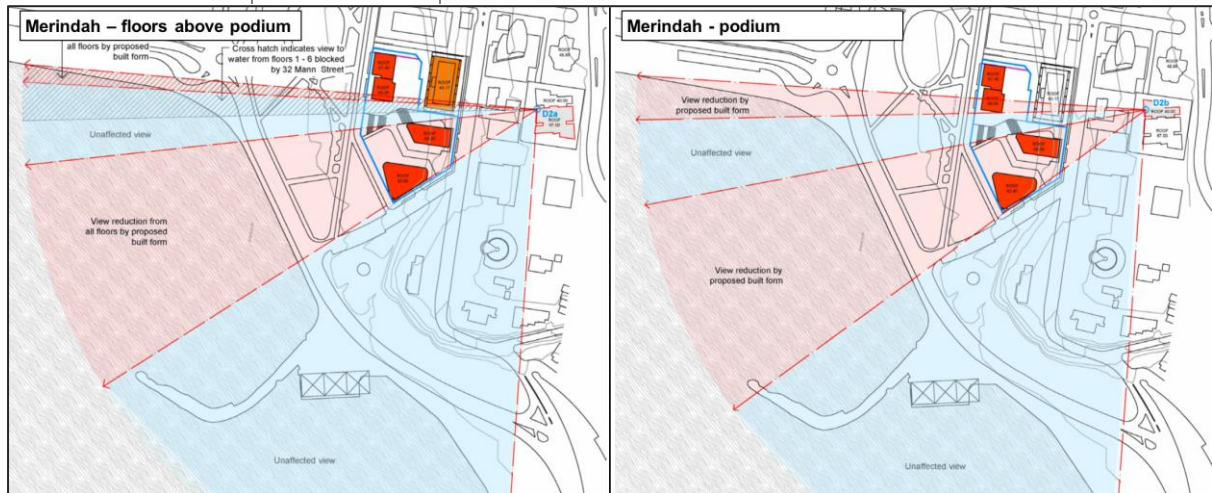 Merindah – floors above podium
all floors by proposed
built form
Cross hatch indicates view to
water from floors 1 - 6 blocked
by 32 Mann Street
D2a
Unaffected view
View reduction from
all floors by proposed
built form
Unaffected view
Merindah - podium
D2b
View reduction by
proposed built form
Unaffected view
View reduction by
proposed built form
Unaffected view